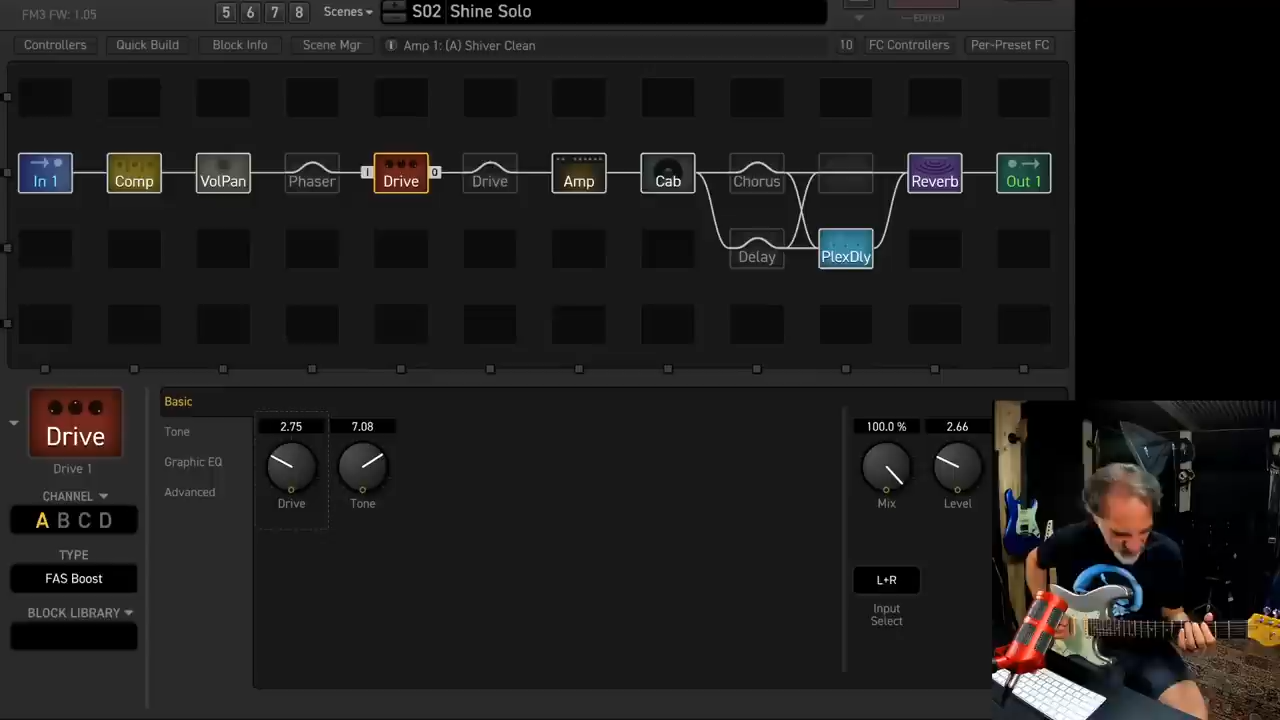 FM3 FW: 1.05
5 6 7 8 Scenes S02 Shine Solo
EDITED
Controllers Quick Build Block Info Scene Mgr Amp 1: (A) Shiver Clean 10 FC Controllers Per-Preset FC
In 1 Comp VolPan Phaser I Drive O Drive Amp Cab Chorus Reverb Out 1
Delay PlexDly
Drive
Drive 1
CHANNEL
A B C D
TYPE
FAS Boost
BLOCK LIBRARY
Basic
Tone
Graphic EQ
Advanced
2.75 7.08
Drive Tone
100.0 % 2.66
Mix Level
L+R
Input
Select